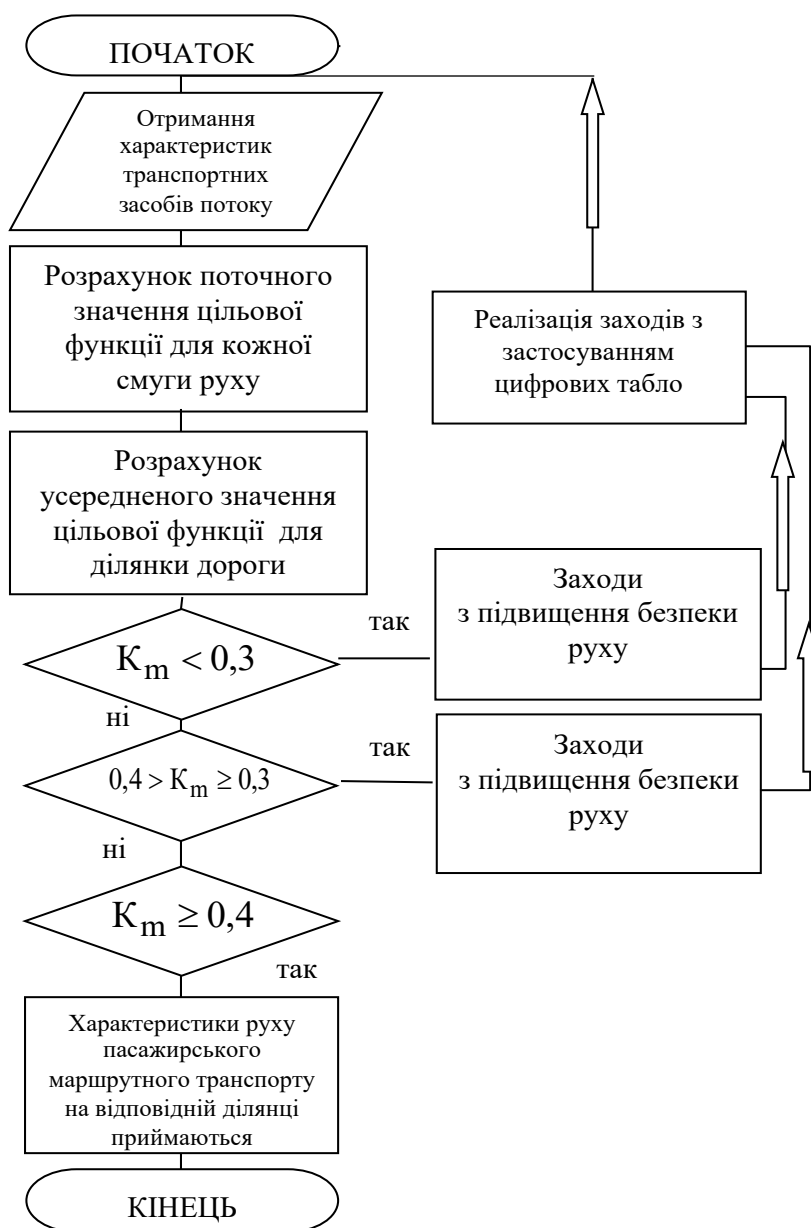 ПОЧАТОК
Отримання
характеристик
транспортних
засобів потоку
Розрахунок поточного
значення цільової
функції для кожної
смуги руху
Реалізація заходів з
застосуванням
цифрових табло
Розрахунок
усередненого значення
цільової функції для
ділянки дороги
K_m < 0,3
так
Заходи
з підвищення безпеки
руху
ні
0,4 > K_m ≥ 0,3
так
Заходи
з підвищення безпеки
руху
ні
K_m ≥ 0,4
так
Характеристики руху
пасажирського
маршрутного транспорту
на відповідній ділянці
приймаються
КІНЕЦЬ